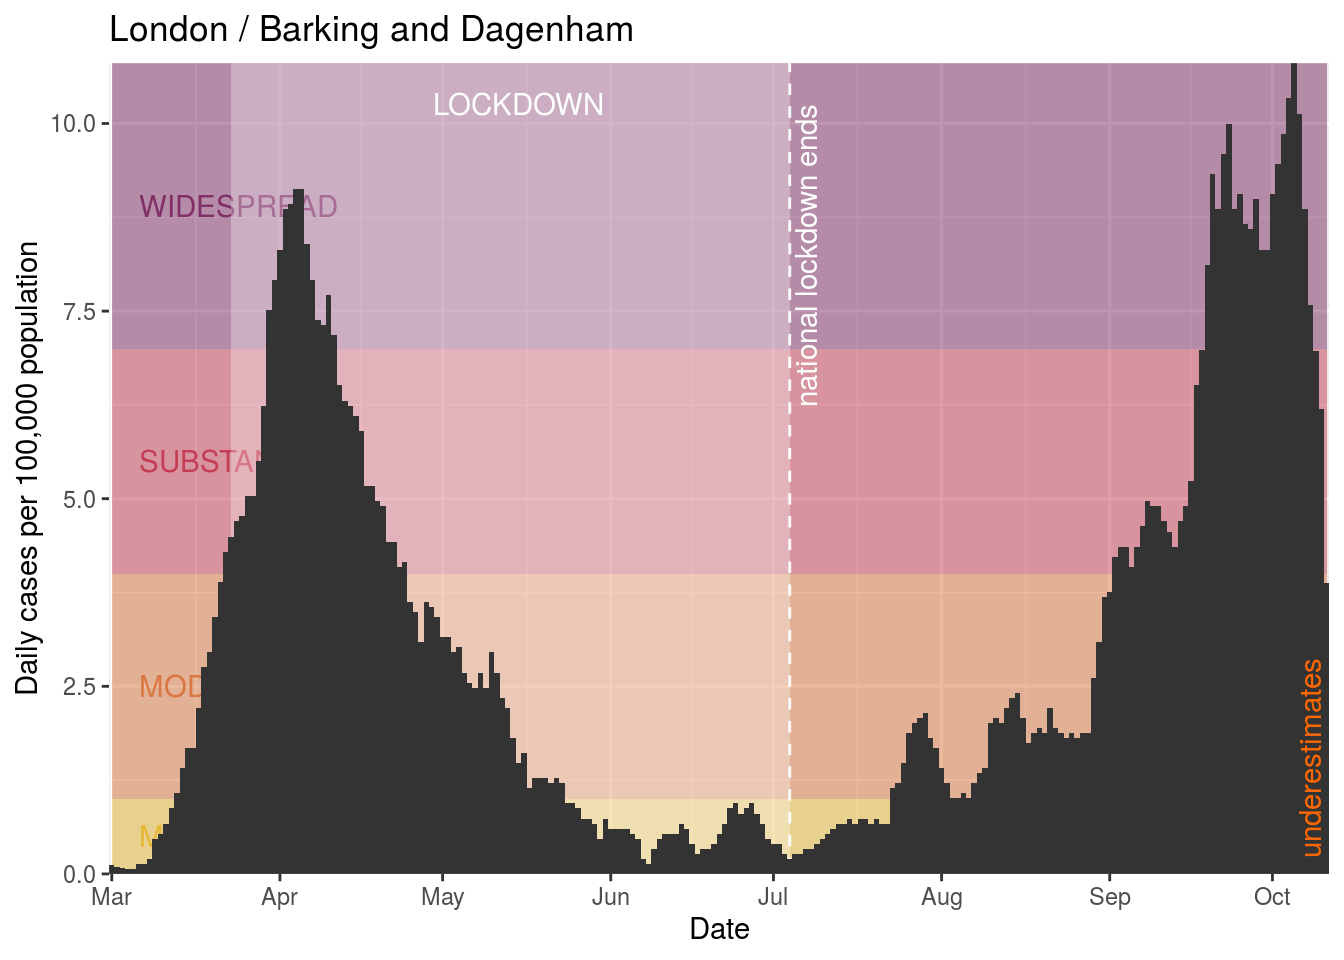 London / Barking and Dagenham
LOCKDOWN
WIDESPREAD
SUBSTAN
MOD
M
national lockdown ends
underestimates
Daily cases per 100,000 population
10.0
7.5
5.0
2.5
0.0
Mar Apr May Jun Jul Aug Sep Oct
Date